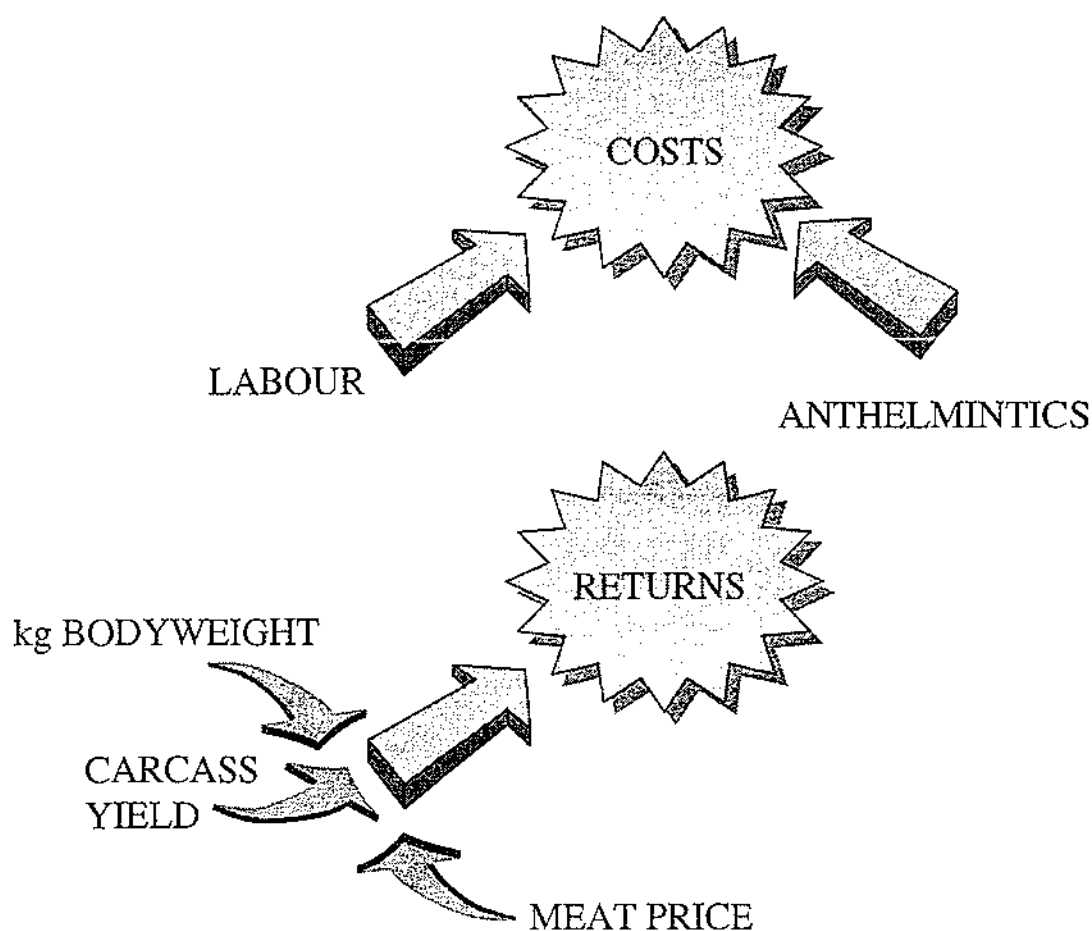 COSTS
LABOUR
ANTHELMINTICS
RETURNS
kg BODYWEIGHT
CARCASS
YIELD
MEAT PRICE